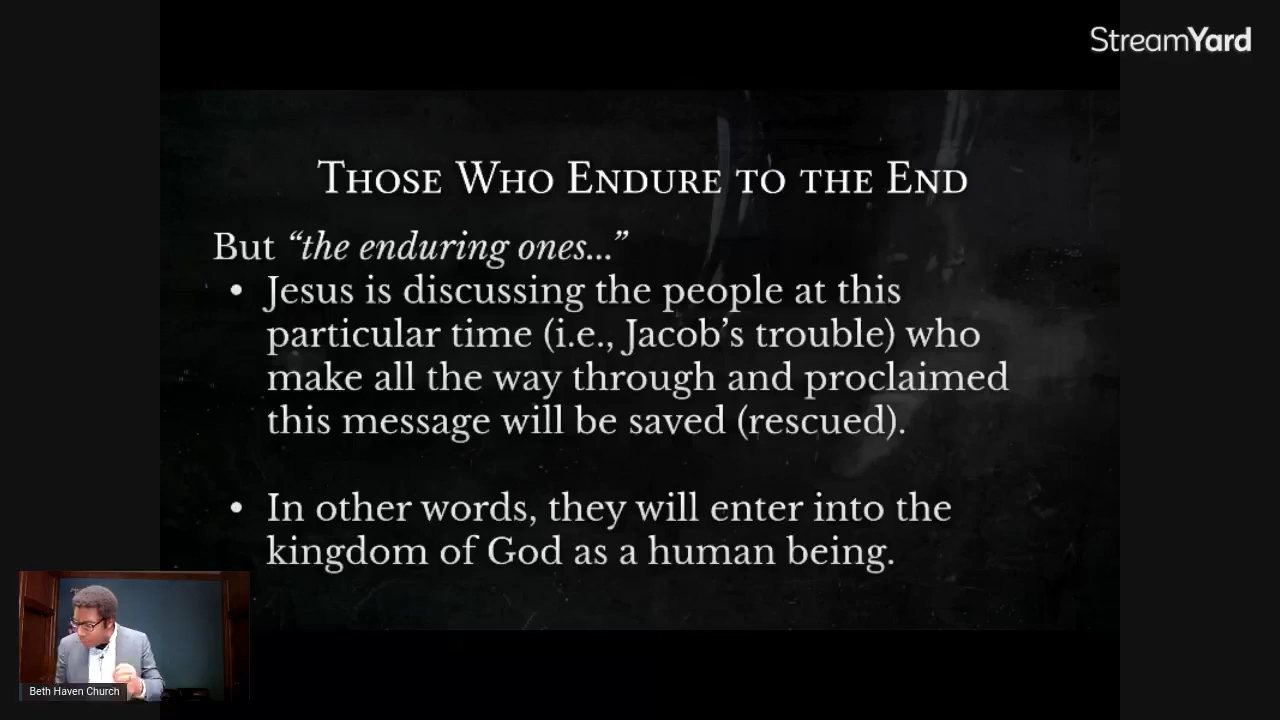 StreamYard
Those Who Endure to the End
But “the enduring ones...”
• Jesus is discussing the people at this
particular time (i.e., Jacob’s trouble) who
make all the way through and proclaimed
this message will be saved (rescued).
• In other words, they will enter into the
kingdom of God as a human being.
Beth Haven Church